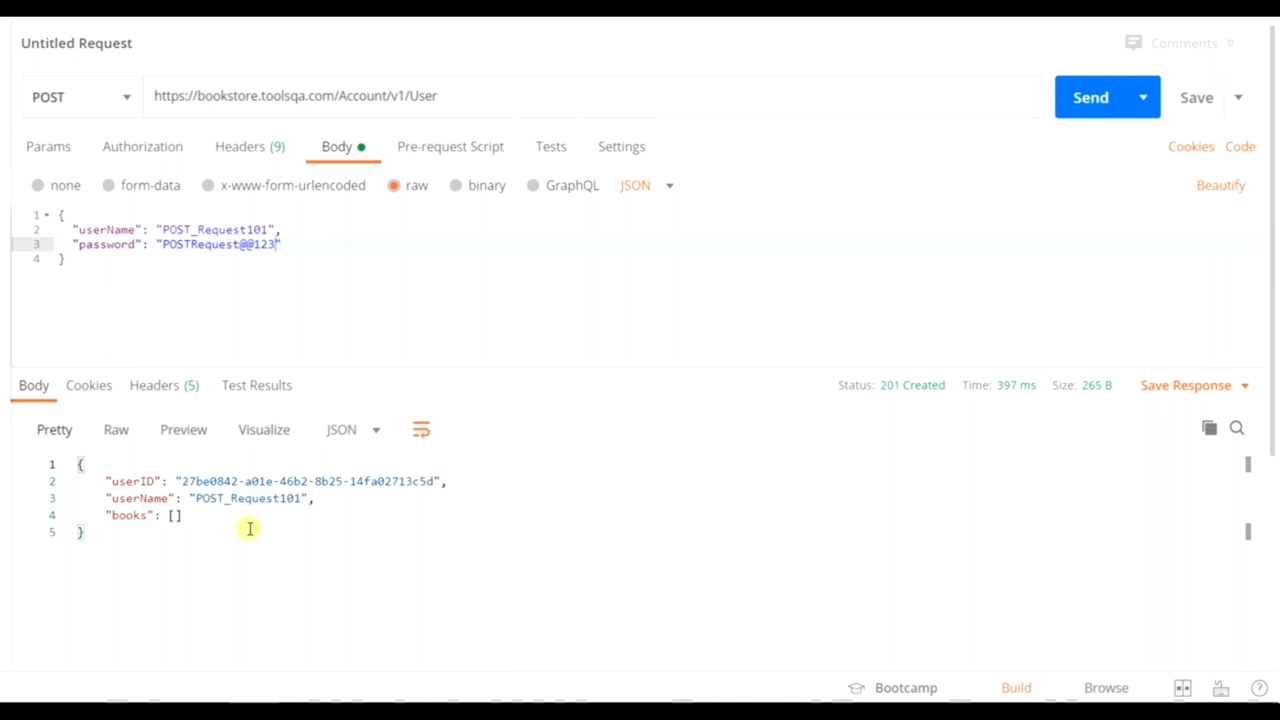 Untitled Request
Comments 0
POST
https://bookstore.toolsqa.com/Account/v1/User
Send
Save
Params Authorization Headers (9) Body Pre-request Script Tests Settings Cookies Code
none form-data x-www-form-urlencoded raw binary GraphQL JSON Beautify
1 {
2 "userName": "POST_Request101",
3 "password": "POSTRequest@@123"
4 }
Body Cookies Headers (5) Test Results Status: 201 Created Time: 397 ms Size: 265 B Save Response
Pretty Raw Preview Visualize JSON
1 {
2 "userID": "27be0842-a01e-46b2-8b25-14fa02713c5d",
3 "userName": "POST_Request101",
4 "books": []
5 }
Bootcamp Build Browse